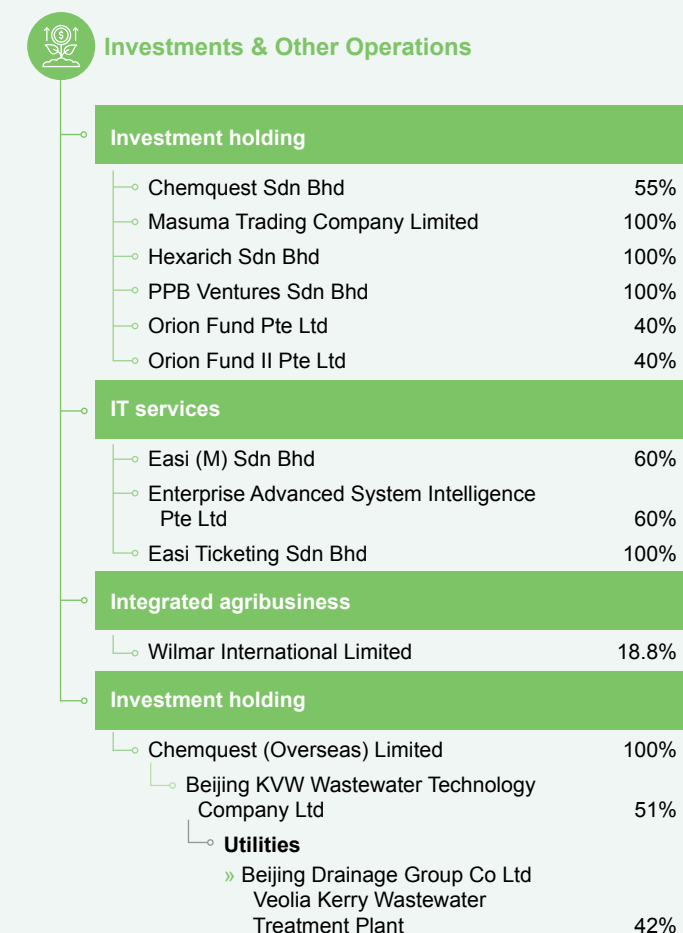 Investments & Other Operations
Investment holding
Chemquest Sdn Bhd 55%
Masuma Trading Company Limited 100%
Hexarich Sdn Bhd 100%
PPB Ventures Sdn Bhd 100%
Orion Fund Pte Ltd 40%
Orion Fund II Pte Ltd 40%
IT services
Easi (M) Sdn Bhd 60%
Enterprise Advanced System Intelligence
Pte Ltd 60%
Easi Ticketing Sdn Bhd 100%
Integrated agribusiness
Wilmar International Limited 18.8%
Investment holding
Chemquest (Overseas) Limited 100%
Beijing KVW Wastewater Technology
Company Ltd 51%
Utilities
» Beijing Drainage Group Co Ltd
Veolia Kerry Wastewater
Treatment Plant 42%